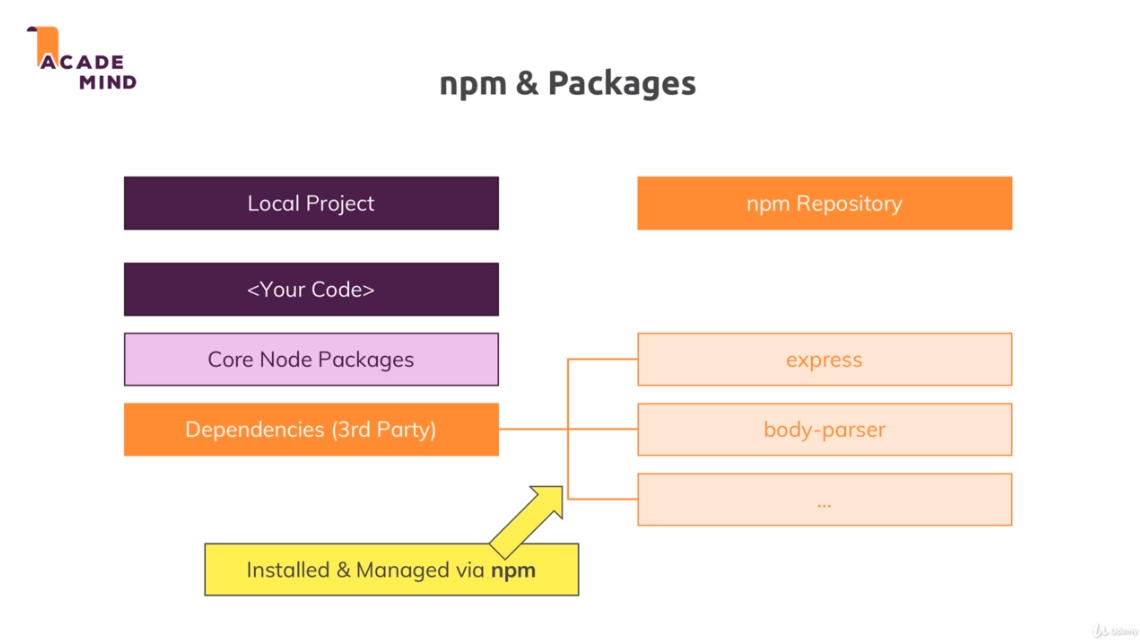 ACADE
MIND
npm & Packages
Local Project
npm Repository
<Your Code>
Core Node Packages
express
Dependencies (3rd Party)
body-parser
...
Installed & Managed via npm
Udemy